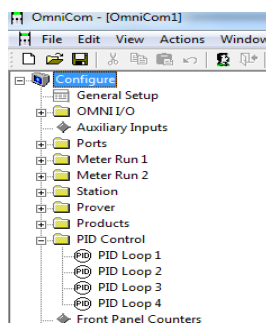 OmniCom - [OmniCom1]
File Edit View Actions Window
Configure
General Setup
OMNI I/O
Auxiliary Inputs
Ports
Meter Run 1
Meter Run 2
Station
Prover
Products
PID Control
PID PID Loop 1
PID PID Loop 2
PID PID Loop 3
PID PID Loop 4
Front Panel Counters